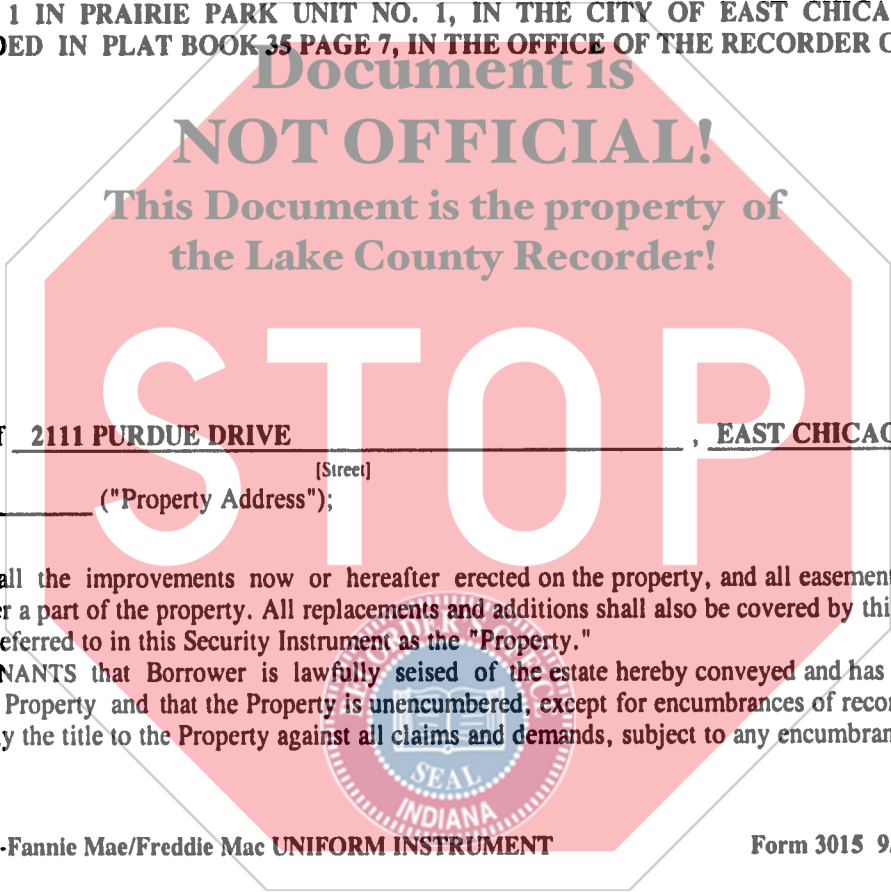 1 IN PRAIRIE PARK UNIT NO. 1, IN THE CITY OF EAST CHICA
DED IN PLAT BOOK 35 PAGE 7, IN THE OFFICE OF THE RECORDER O
Document is
NOT OFFICIAL!
This Document is the property of
the Lake County Recorder!
STOP
f 2111 PURDUE DRIVE , EAST CHICAG
[Street]
("Property Address");
all the improvements now or hereafter erected on the property, and all easement
er a part of the property. All replacements and additions shall also be covered by thi
eferred to in this Security Instrument as the "Property."
NANTS that Borrower is lawfully seised of the estate hereby conveyed and has
Property and that the Property is unencumbered, except for encumbrances of recor
y the title to the Property against all claims and demands, subject to any encumbran
RECORDER'S OFFICE
SEAL
INDIANA
-Fannie Mae/Freddie Mac UNIFORM INSTRUMENT Form 3015 9